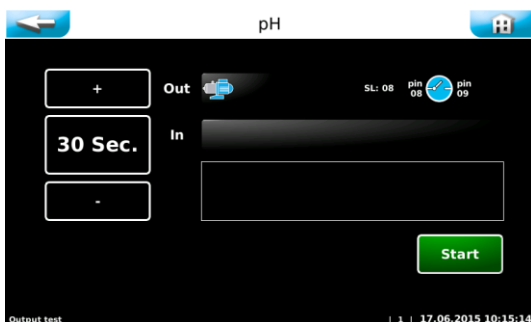 pH
+
Out
SL: 08
pin 08
pin 09
30 Sec.
In
-
Start
Output test
| 1 | 17.06.2015 10:15:14